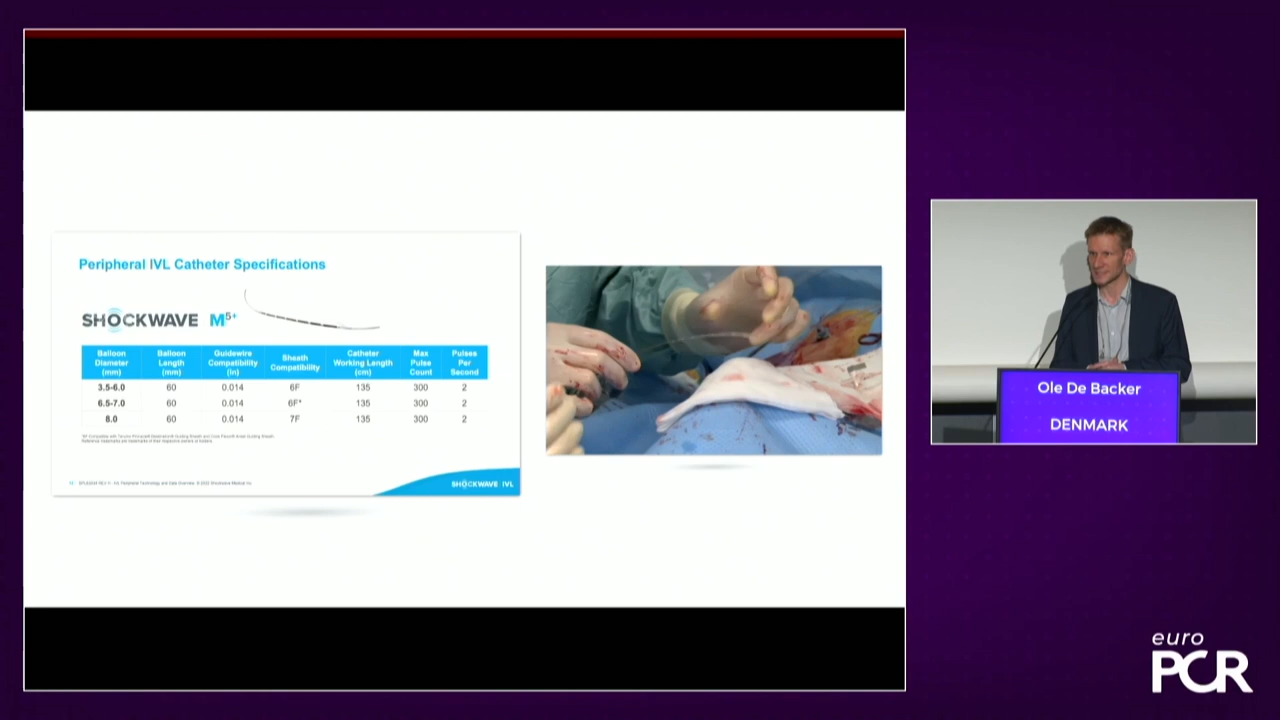 Peripheral IVL Catheter Specifications
SHOCKWAVE M5+
Balloon Diameter (mm) Balloon Length (mm) Guidewire Compatibility (in) Sheath Compatibility Catheter Working Length (cm) Max Pulse Count Pulses Per Second
3.5-6.0 60 0.014 6F 135 300 2
6.5-7.0 60 0.014 6F* 135 300 2
8.0 60 0.014 7F 135 300 2
SHOCKWAVE IVL
Ole De Backer
DENMARK
euro
PCR